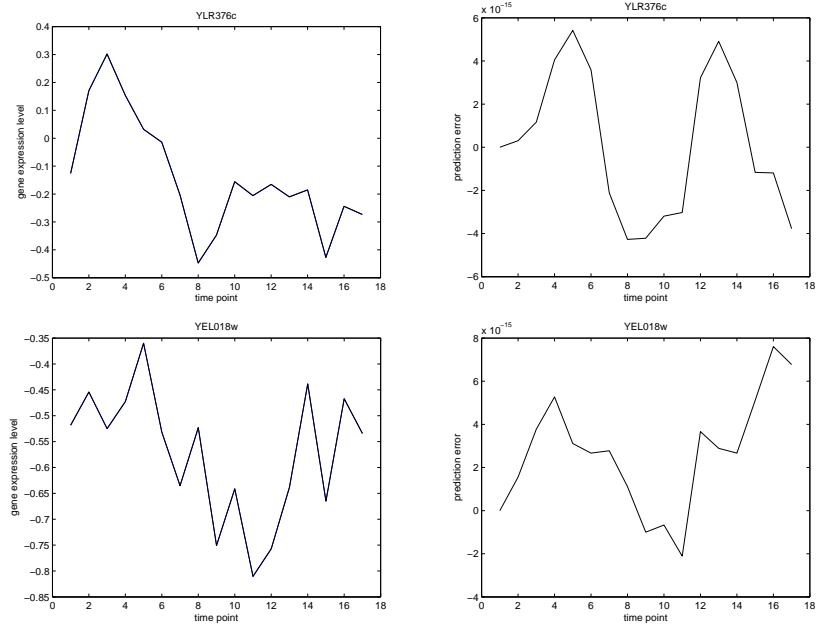 YLR376c
0.4
0.3
0.2
0.1
0
−0.1
−0.2
−0.3
−0.4
−0.5
gene expression level
0 2 4 6 8 10 12 14 16 18
time point
x 10^−15
YLR376c
6
4
2
0
−2
−4
−6
prediction error
0 2 4 6 8 10 12 14 16 18
time point
YEL018w
−0.35
−0.4
−0.45
−0.5
−0.55
−0.6
−0.65
−0.7
−0.75
−0.8
−0.85
gene expression level
0 2 4 6 8 10 12 14 16 18
time point
x 10^−15
YEL018w
8
6
4
2
0
−2
−4
prediction error
0 2 4 6 8 10 12 14 16 18
time point